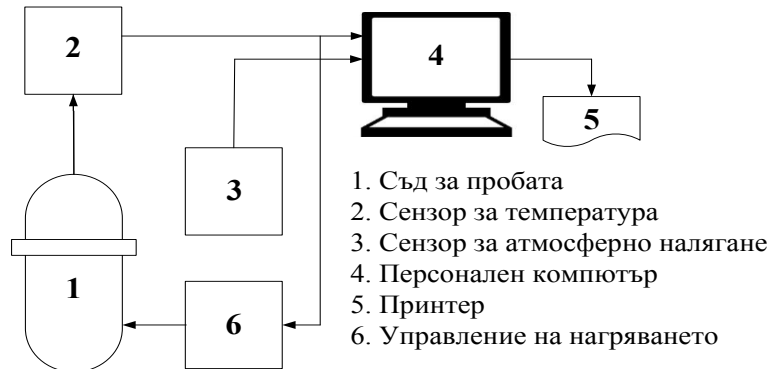 2
4
5
3
1
6
1. Съд за пробата
2. Сензор за температура
3. Сензор за атмосферно налягане
4. Персонален компютър
5. Принтер
6. Управление на нагряването